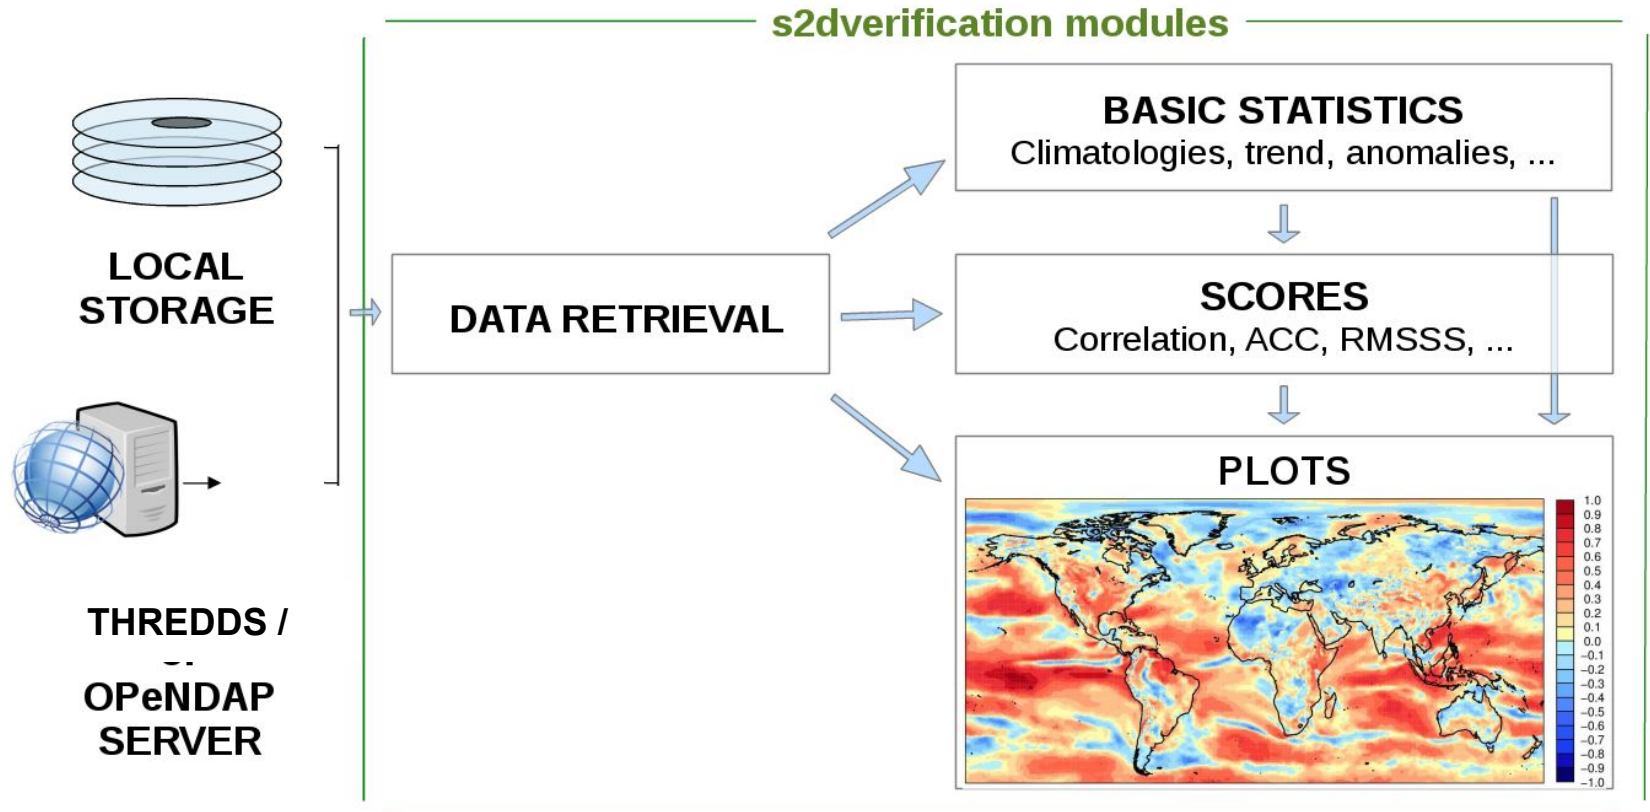 s2dverification modules
LOCAL
STORAGE
THREDDS /
OPeNDAP
SERVER
DATA RETRIEVAL
BASIC STATISTICS
Climatologies, trend, anomalies, ...
SCORES
Correlation, ACC, RMSSS, ...
PLOTS
1.0
0.9
0.8
0.7
0.6
0.5
0.4
0.3
0.2
0.1
0.0
−0.1
−0.2
−0.3
−0.4
−0.5
−0.6
−0.7
−0.8
−0.9
−1.0